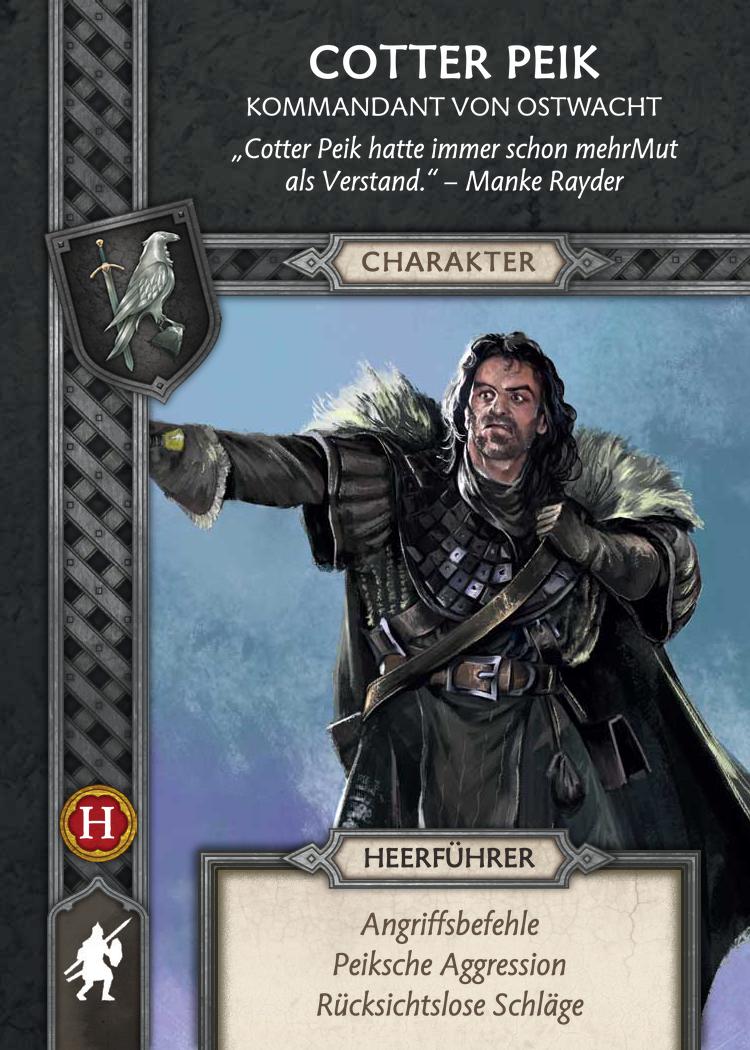 COTTER PEIK
KOMMANDANT VON OSTWACHT
„Cotter Peik hatte immer schon mehrMut
als Verstand.“ – Manke Rayder
CHARAKTER
H
HEERFÜHRER
Angriffsbefehle
Peiksche Aggression
Rücksichtslose Schläge